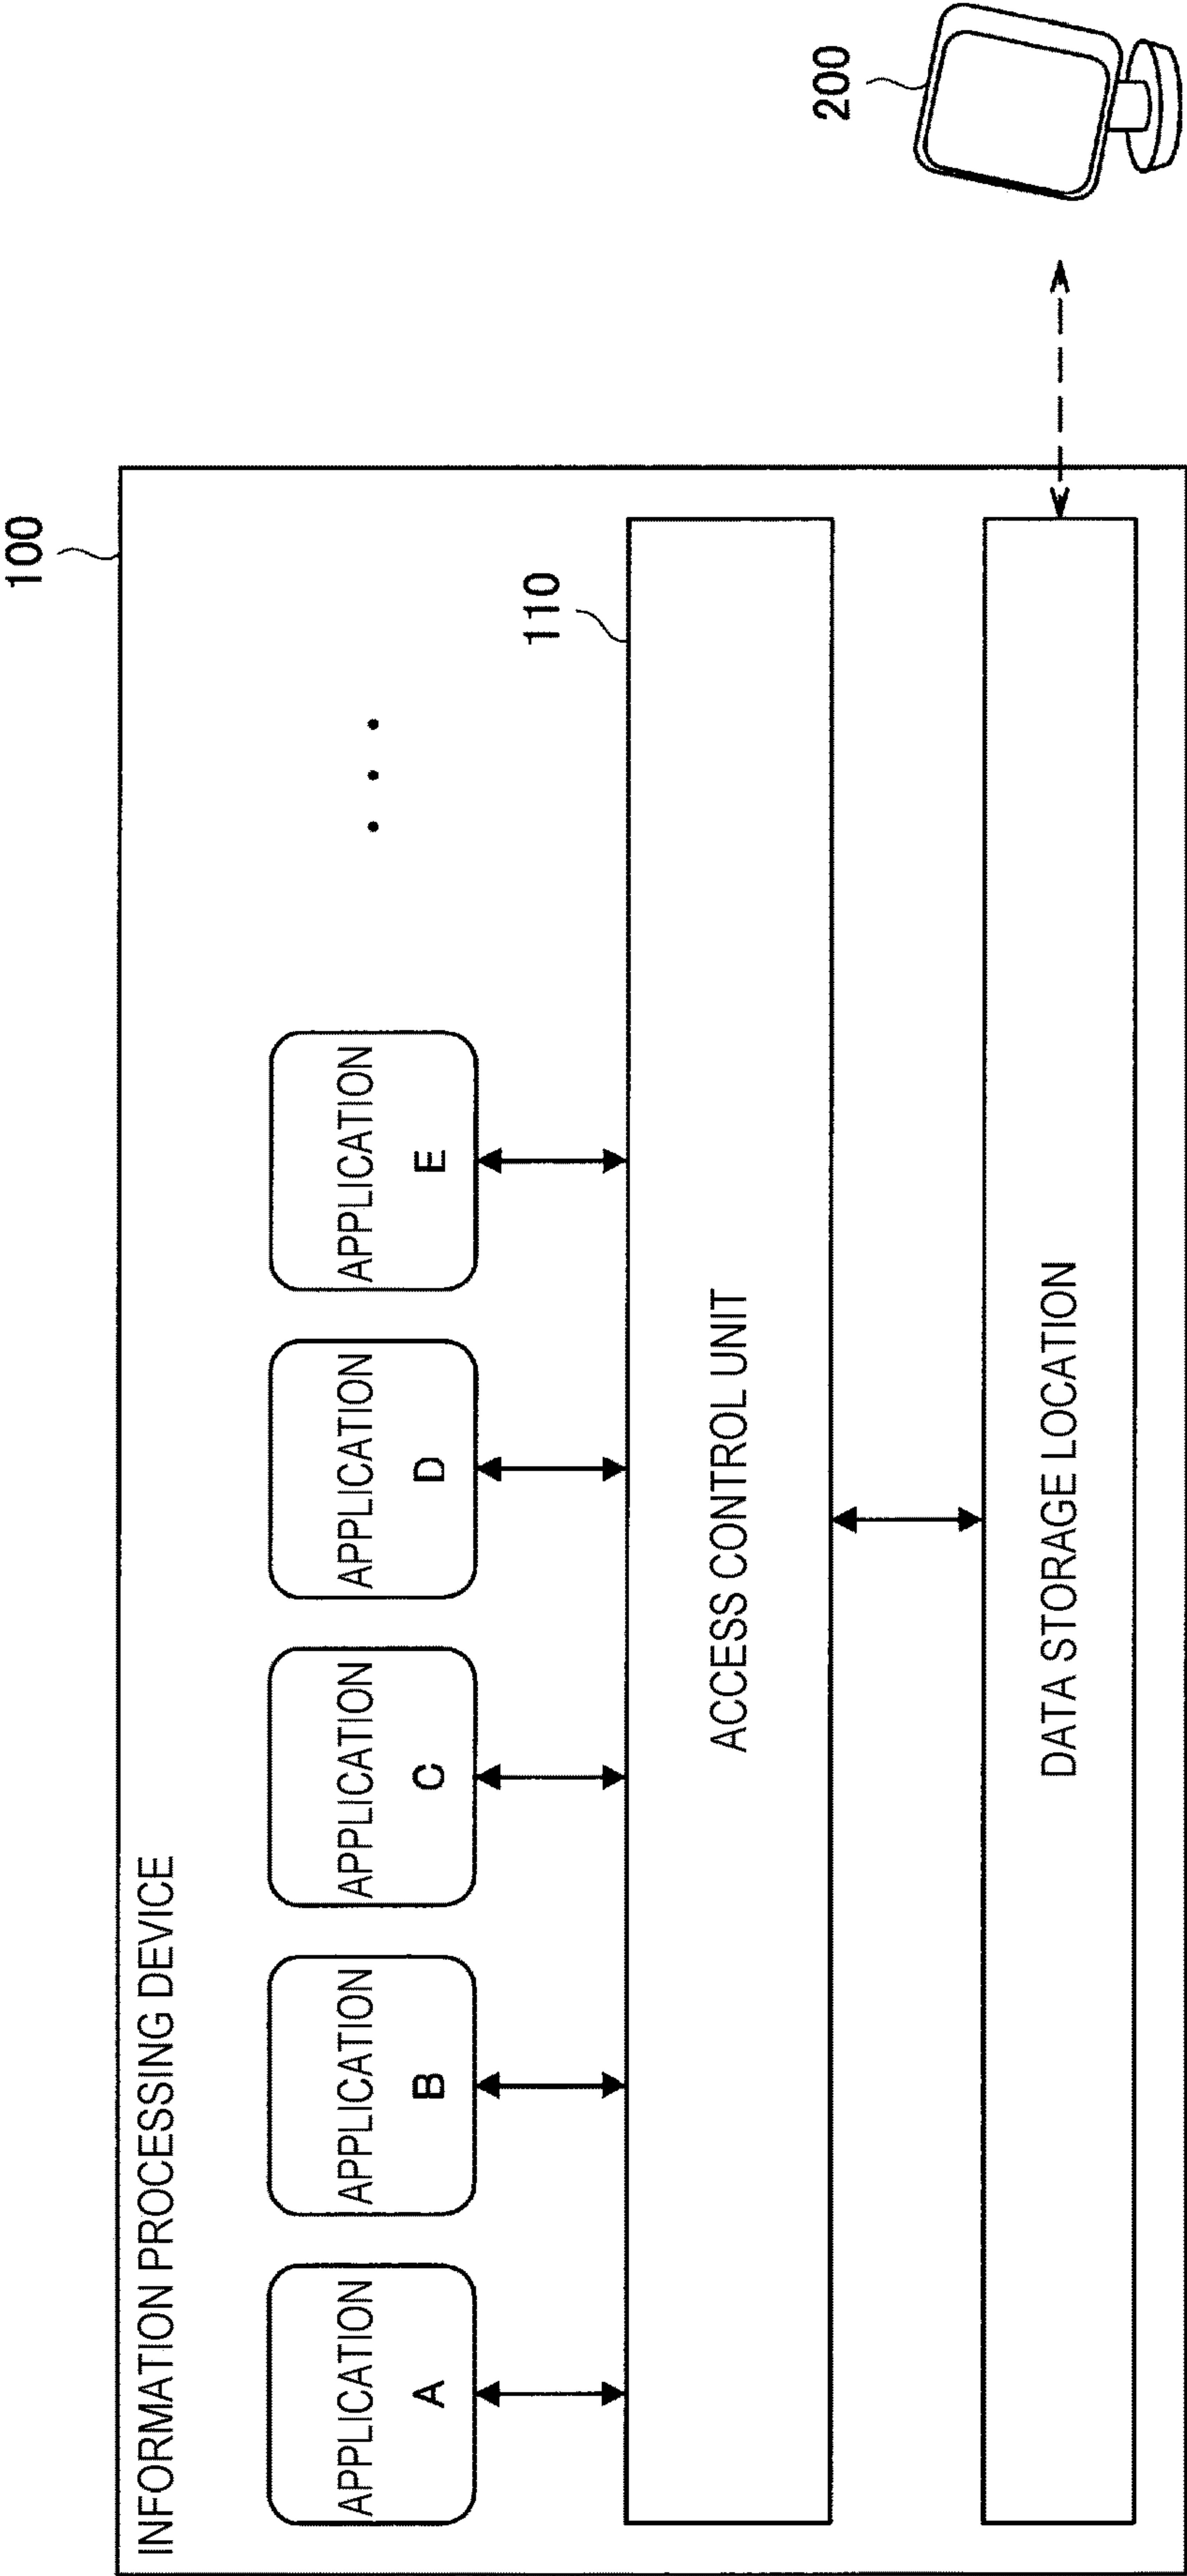 100
INFORMATION PROCESSING DEVICE
APPLICATION
A
APPLICATION
B
APPLICATION
C
APPLICATION
D
APPLICATION
E
• • •
110
ACCESS CONTROL UNIT
DATA STORAGE LOCATION
200